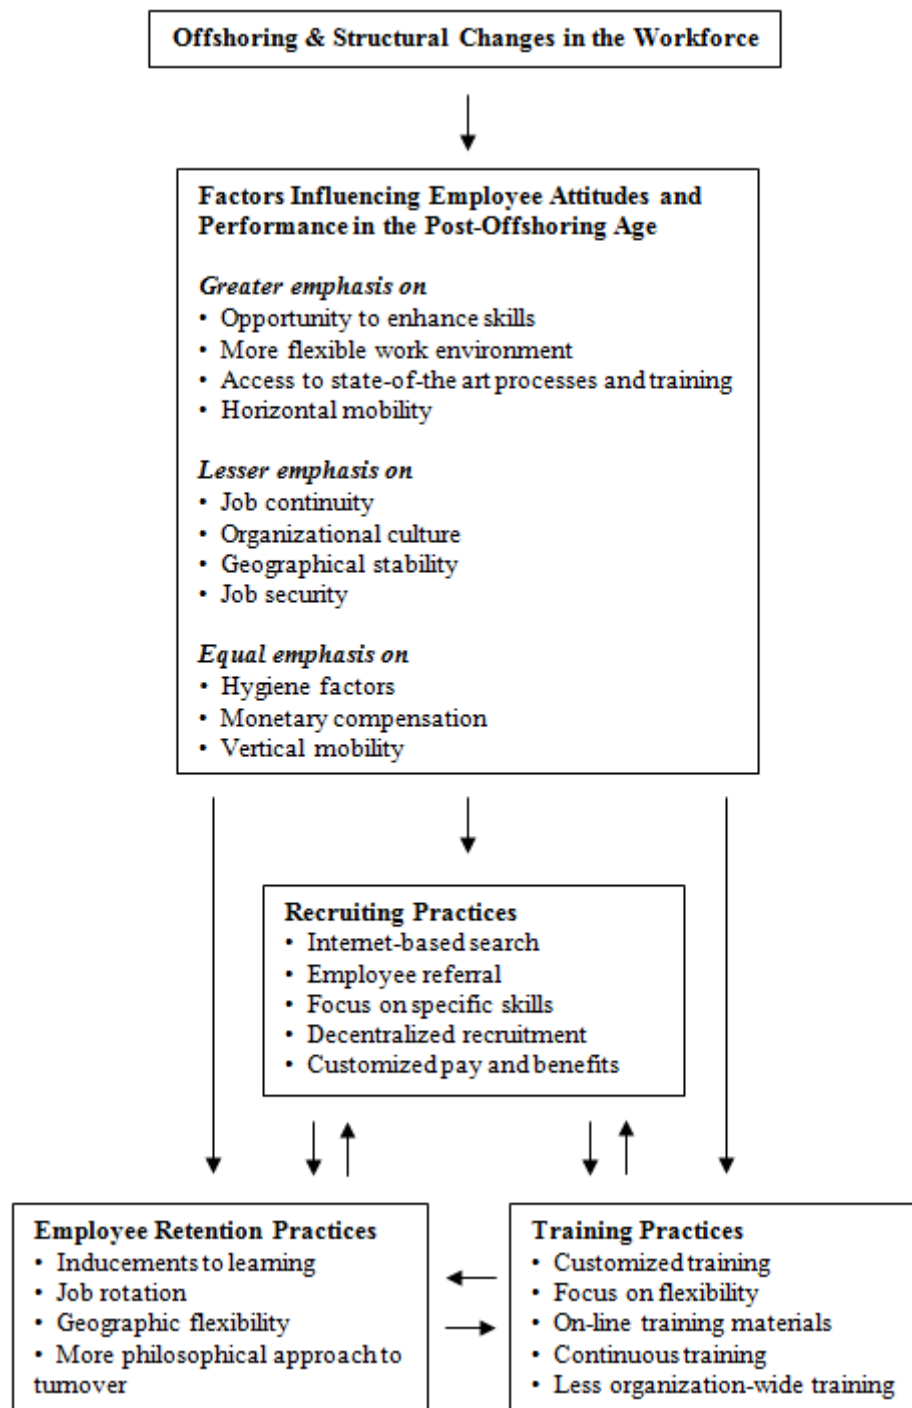 Offshoring & Structural Changes in the Workforce
Factors Influencing Employee Attitudes and
Performance in the Post-Offshoring Age
Greater emphasis on
• Opportunity to enhance skills
• More flexible work environment
• Access to state-of-the art processes and training
• Horizontal mobility
Lesser emphasis on
• Job continuity
• Organizational culture
• Geographical stability
• Job security
Equal emphasis on
• Hygiene factors
• Monetary compensation
• Vertical mobility
Recruiting Practices
• Internet-based search
• Employee referral
• Focus on specific skills
• Decentralized recruitment
• Customized pay and benefits
Employee Retention Practices
• Inducements to learning
• Job rotation
• Geographic flexibility
• More philosophical approach to
turnover
Training Practices
• Customized training
• Focus on flexibility
• On-line training materials
• Continuous training
• Less organization-wide training